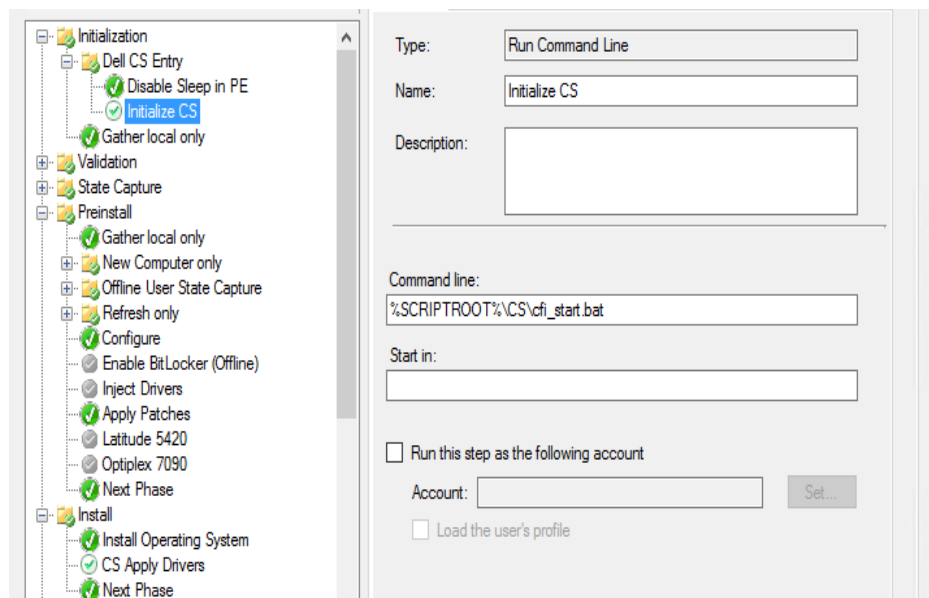 Initialization
Dell CS Entry
Disable Sleep in PE
Initialize CS
Gather local only
Validation
State Capture
Preinstall
Gather local only
New Computer only
Offline User State Capture
Refresh only
Configure
Enable BitLocker (Offline)
Inject Drivers
Apply Patches
Latitude 5420
Optiplex 7090
Next Phase
Install
Install Operating System
CS Apply Drivers
Next Phase
Type:
Run Command Line
Name:
Initialize CS
Description:
Command line:
%SCRIPTROOT%\CS\cfi_start.bat
Start in:
Run this step as the following account
Account:
Set...
Load the user's profile